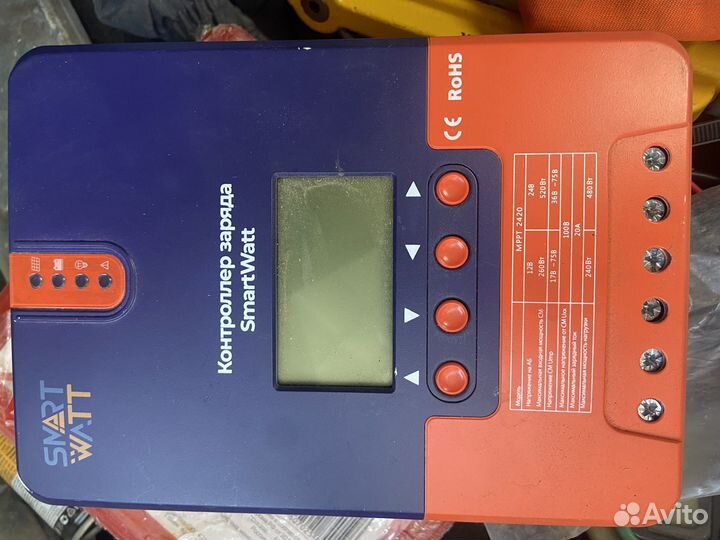 SMART
WATT
Контроллер заряда
SmartWatt
CE RoHS
Модель MPPT 2420
Напряжение на АБ 12В 24В
Максимальная входная мощность СМ 260Вт 520Вт
Напряжение СМ Ump 17В ~75В 36В ~75В
Максимальное напряжение от СМ Uxx 100В
Максимальный зарядный ток 20А
Максимальная мощность нагрузки 240Вт 480Вт
Avito